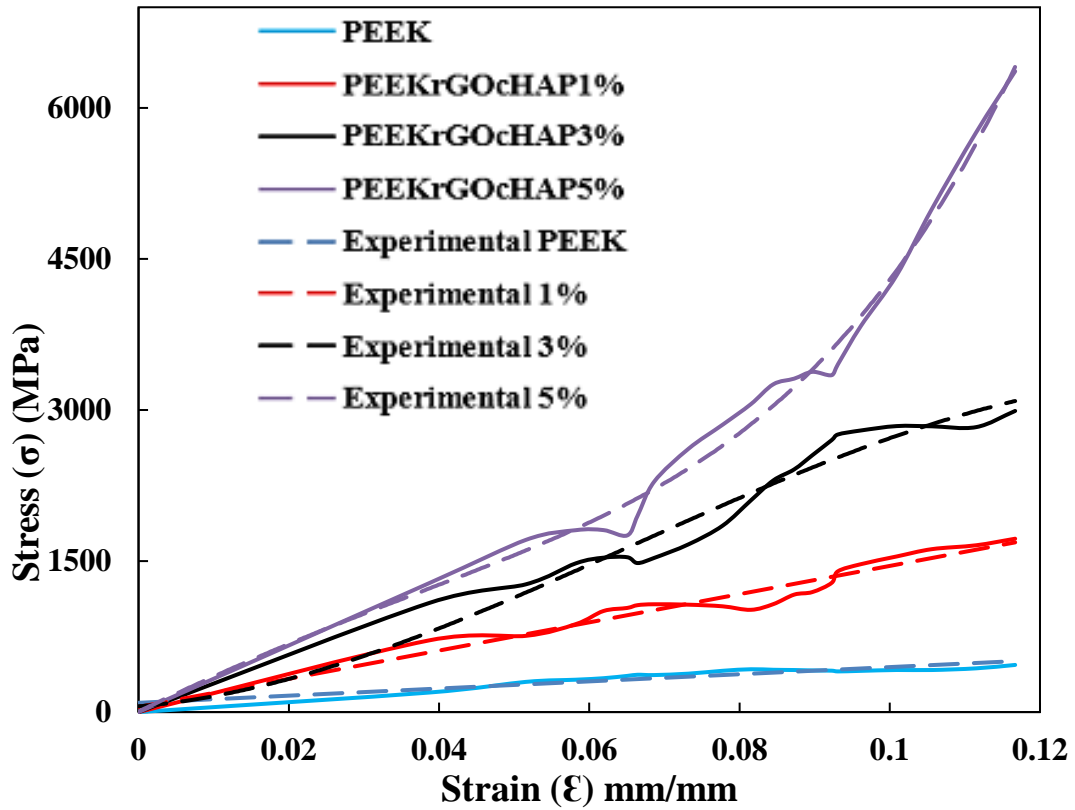 PEEK
PEEKrGOcHAP1%
PEEKrGOcHAP3%
PEEKrGOcHAP5%
Experimental PEEK
Experimental 1%
Experimental 3%
Experimental 5%
6000
4500
3000
1500
0
Stress (σ) (MPa)
0 0.02 0.04 0.06 0.08 0.1 0.12
Strain (Ɛ) mm/mm